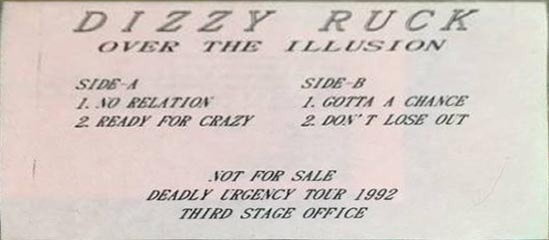 DIZZY RUCK
OVER THE ILLUSION
SIDE-A
1. NO RELATION
2. READY FOR CRAZY
SIDE-B
1. GOTTA A CHANCE
2. DON'T LOSE OUT
NOT FOR SALE
DEADLY URGENCY TOUR 1992
THIRD STAGE OFFICE